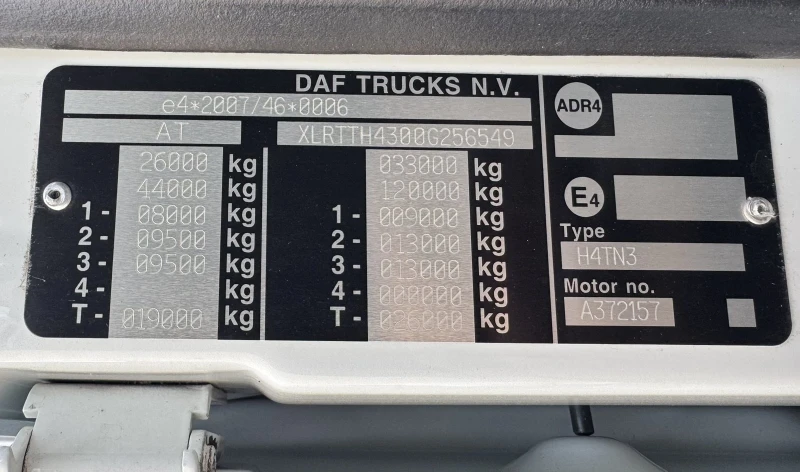 DAF TRUCKS N.V.
e4*2007/46*0006
AT XLRTTH4300G256549
26000 kg 033000 kg
44000 kg 120000 kg
1- 08000 kg 1- 009000 kg
2- 09500 kg 2- 013000 kg
3- 09500 kg 3- 013000 kg
4- kg 4- 009000 kg
T- 019000 kg T- 026000 kg
ADR4
E4
Type
H4TN3
Motor no.
A372157